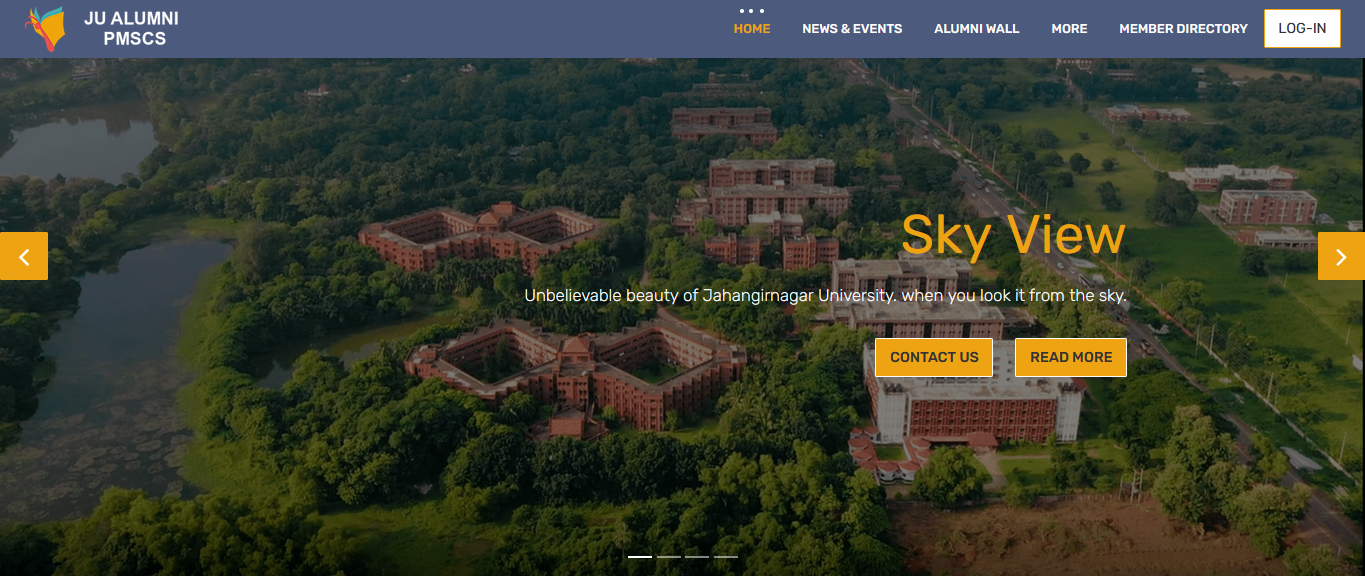 JU ALUMNI
PMSCS
HOME
NEWS & EVENTS
ALUMNI WALL
MORE
MEMBER DIRECTORY
LOG-IN
Sky View
Unbelievable beauty of Jahangirnagar University. when you look it from the sky.
CONTACT US
READ MORE